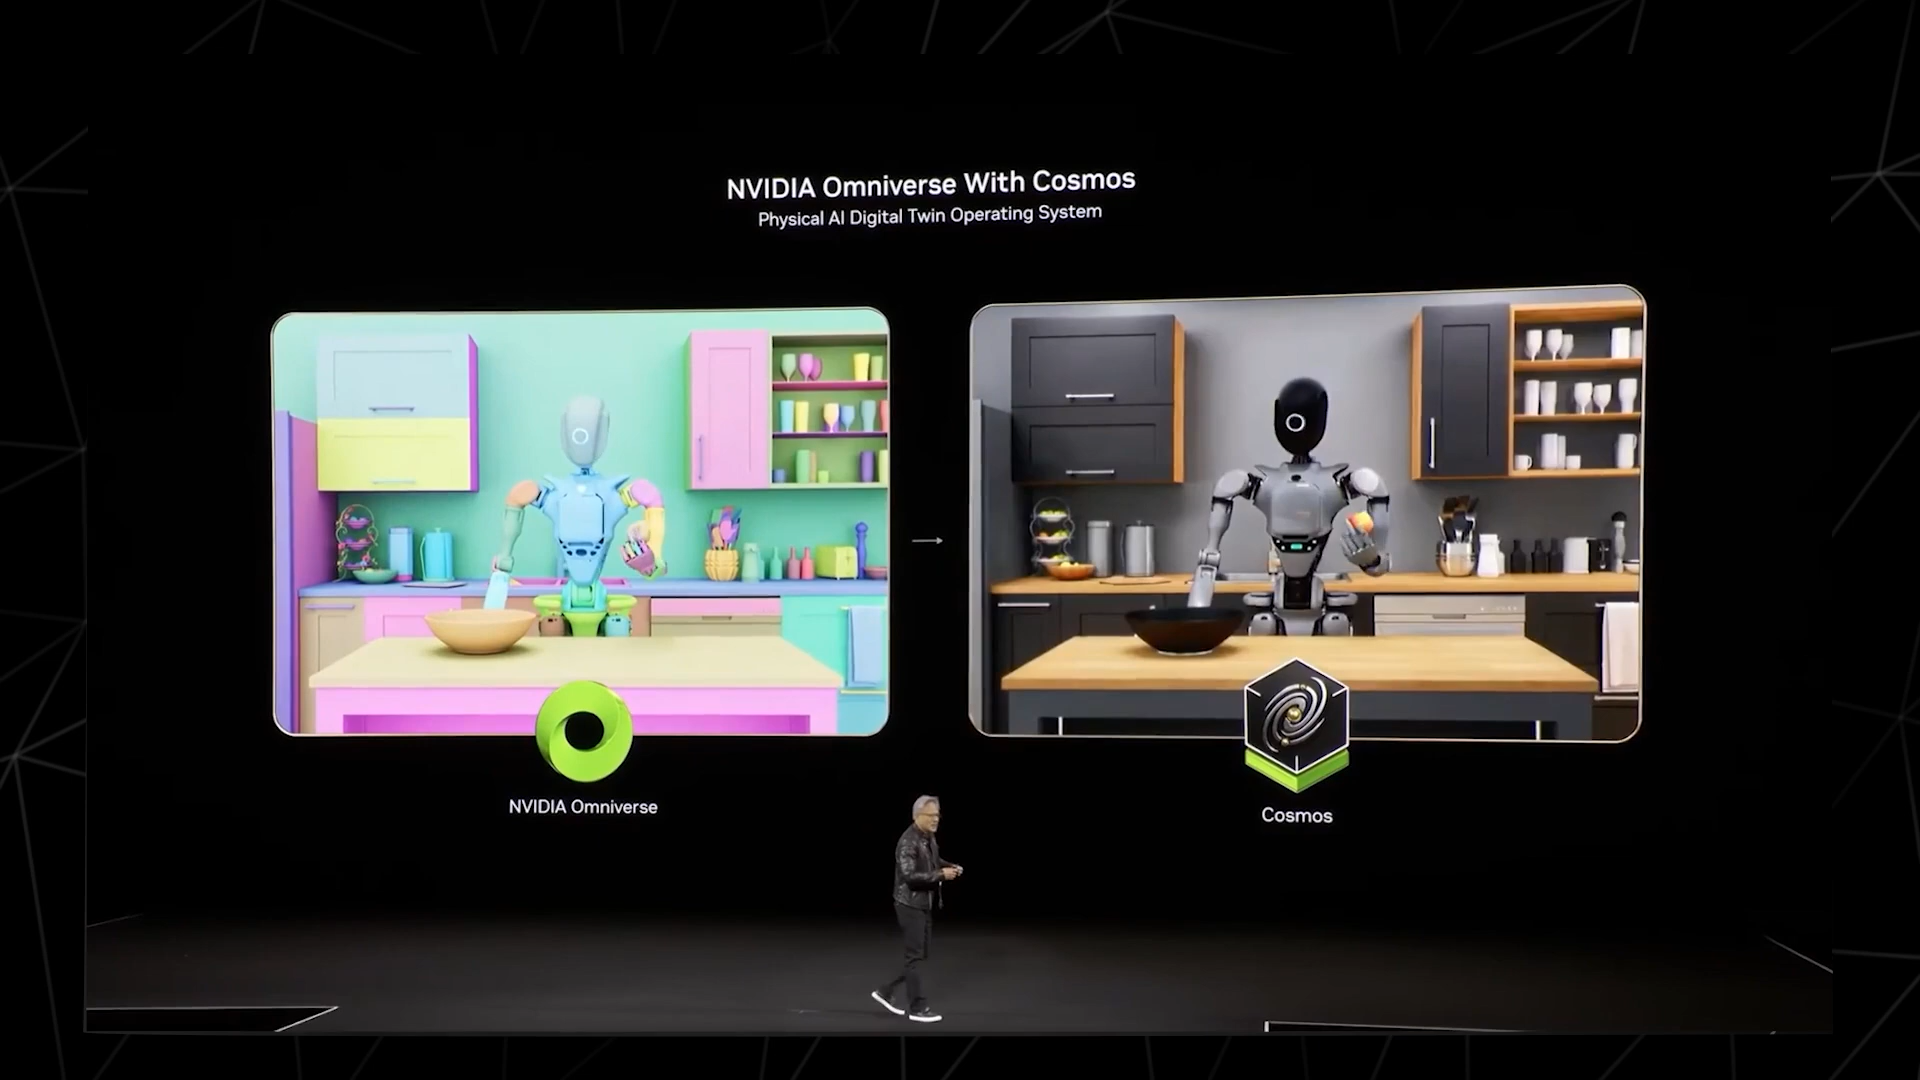 NVIDIA Omniverse With Cosmos
Physical AI Digital Twin Operating System
NVIDIA Omniverse
Cosmos